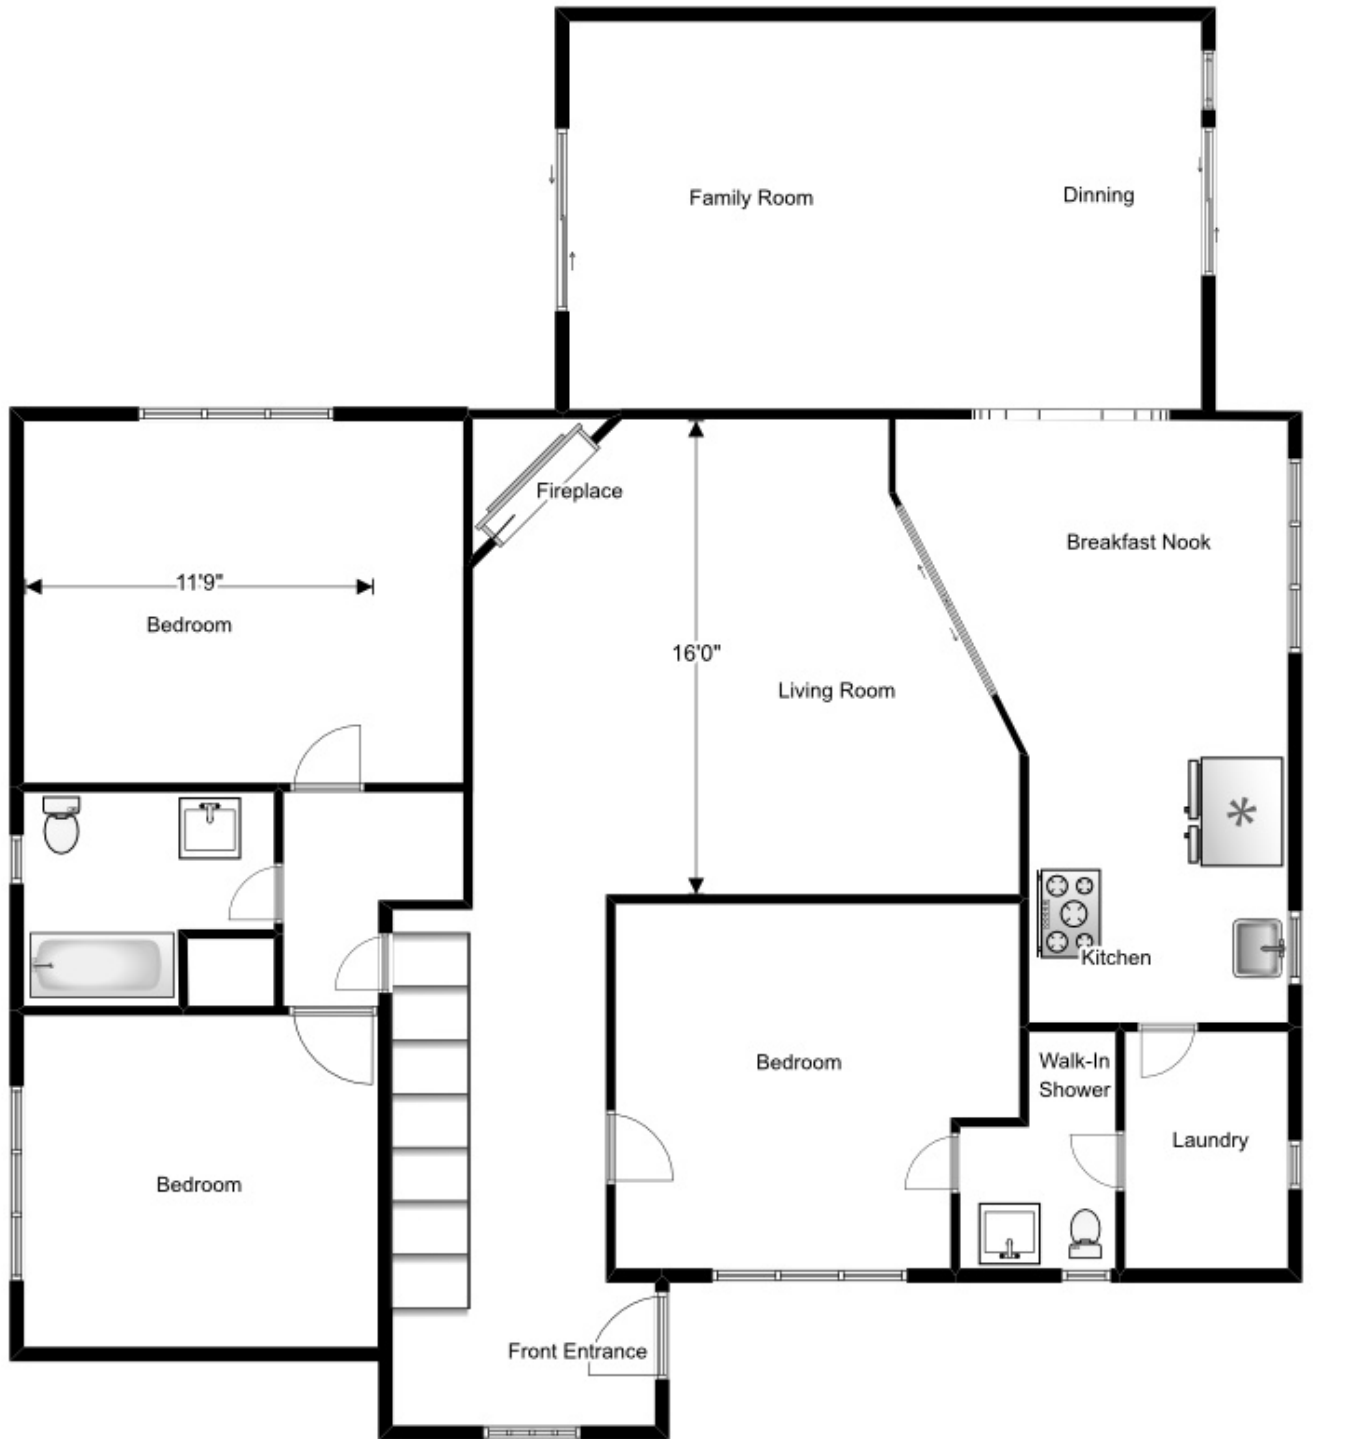 Family Room
Dinning
Fireplace
Breakfast Nook
11'9"
Bedroom
16'0"
Living Room
Kitchen
Bedroom
Walk-In
Shower
Laundry
Bedroom
Front Entrance